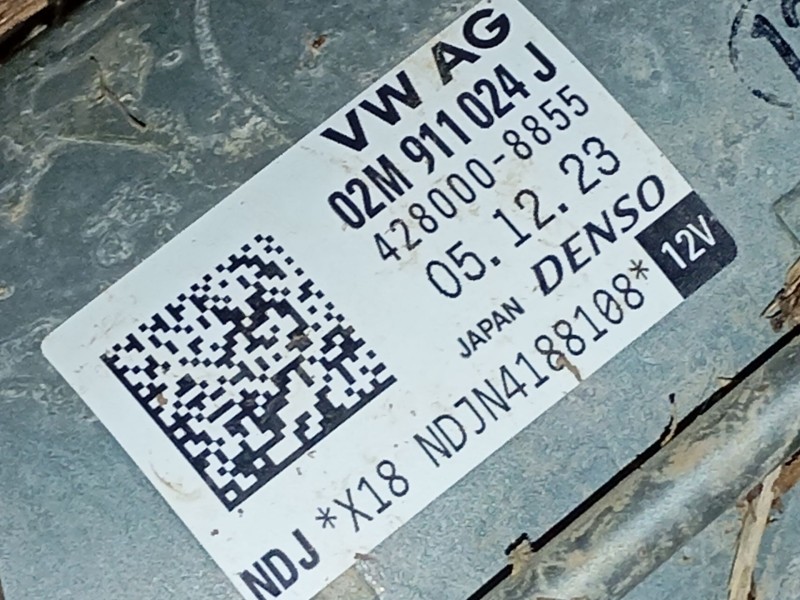 VW AG
02M 911 024 J
428000-8855
05.12.23
JAPAN DENSO
12V
NDJ *X18 NDJN4188108*